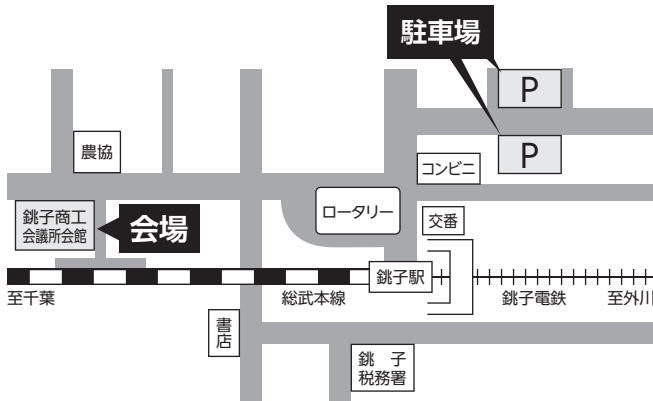 駐車場
P
P
農協
コンビニ
銚子商工
会議所会館
会場
ロータリー
交番
銚子駅
至千葉
総武本線
銚子電鉄
至外川
書店
銚子
税務署